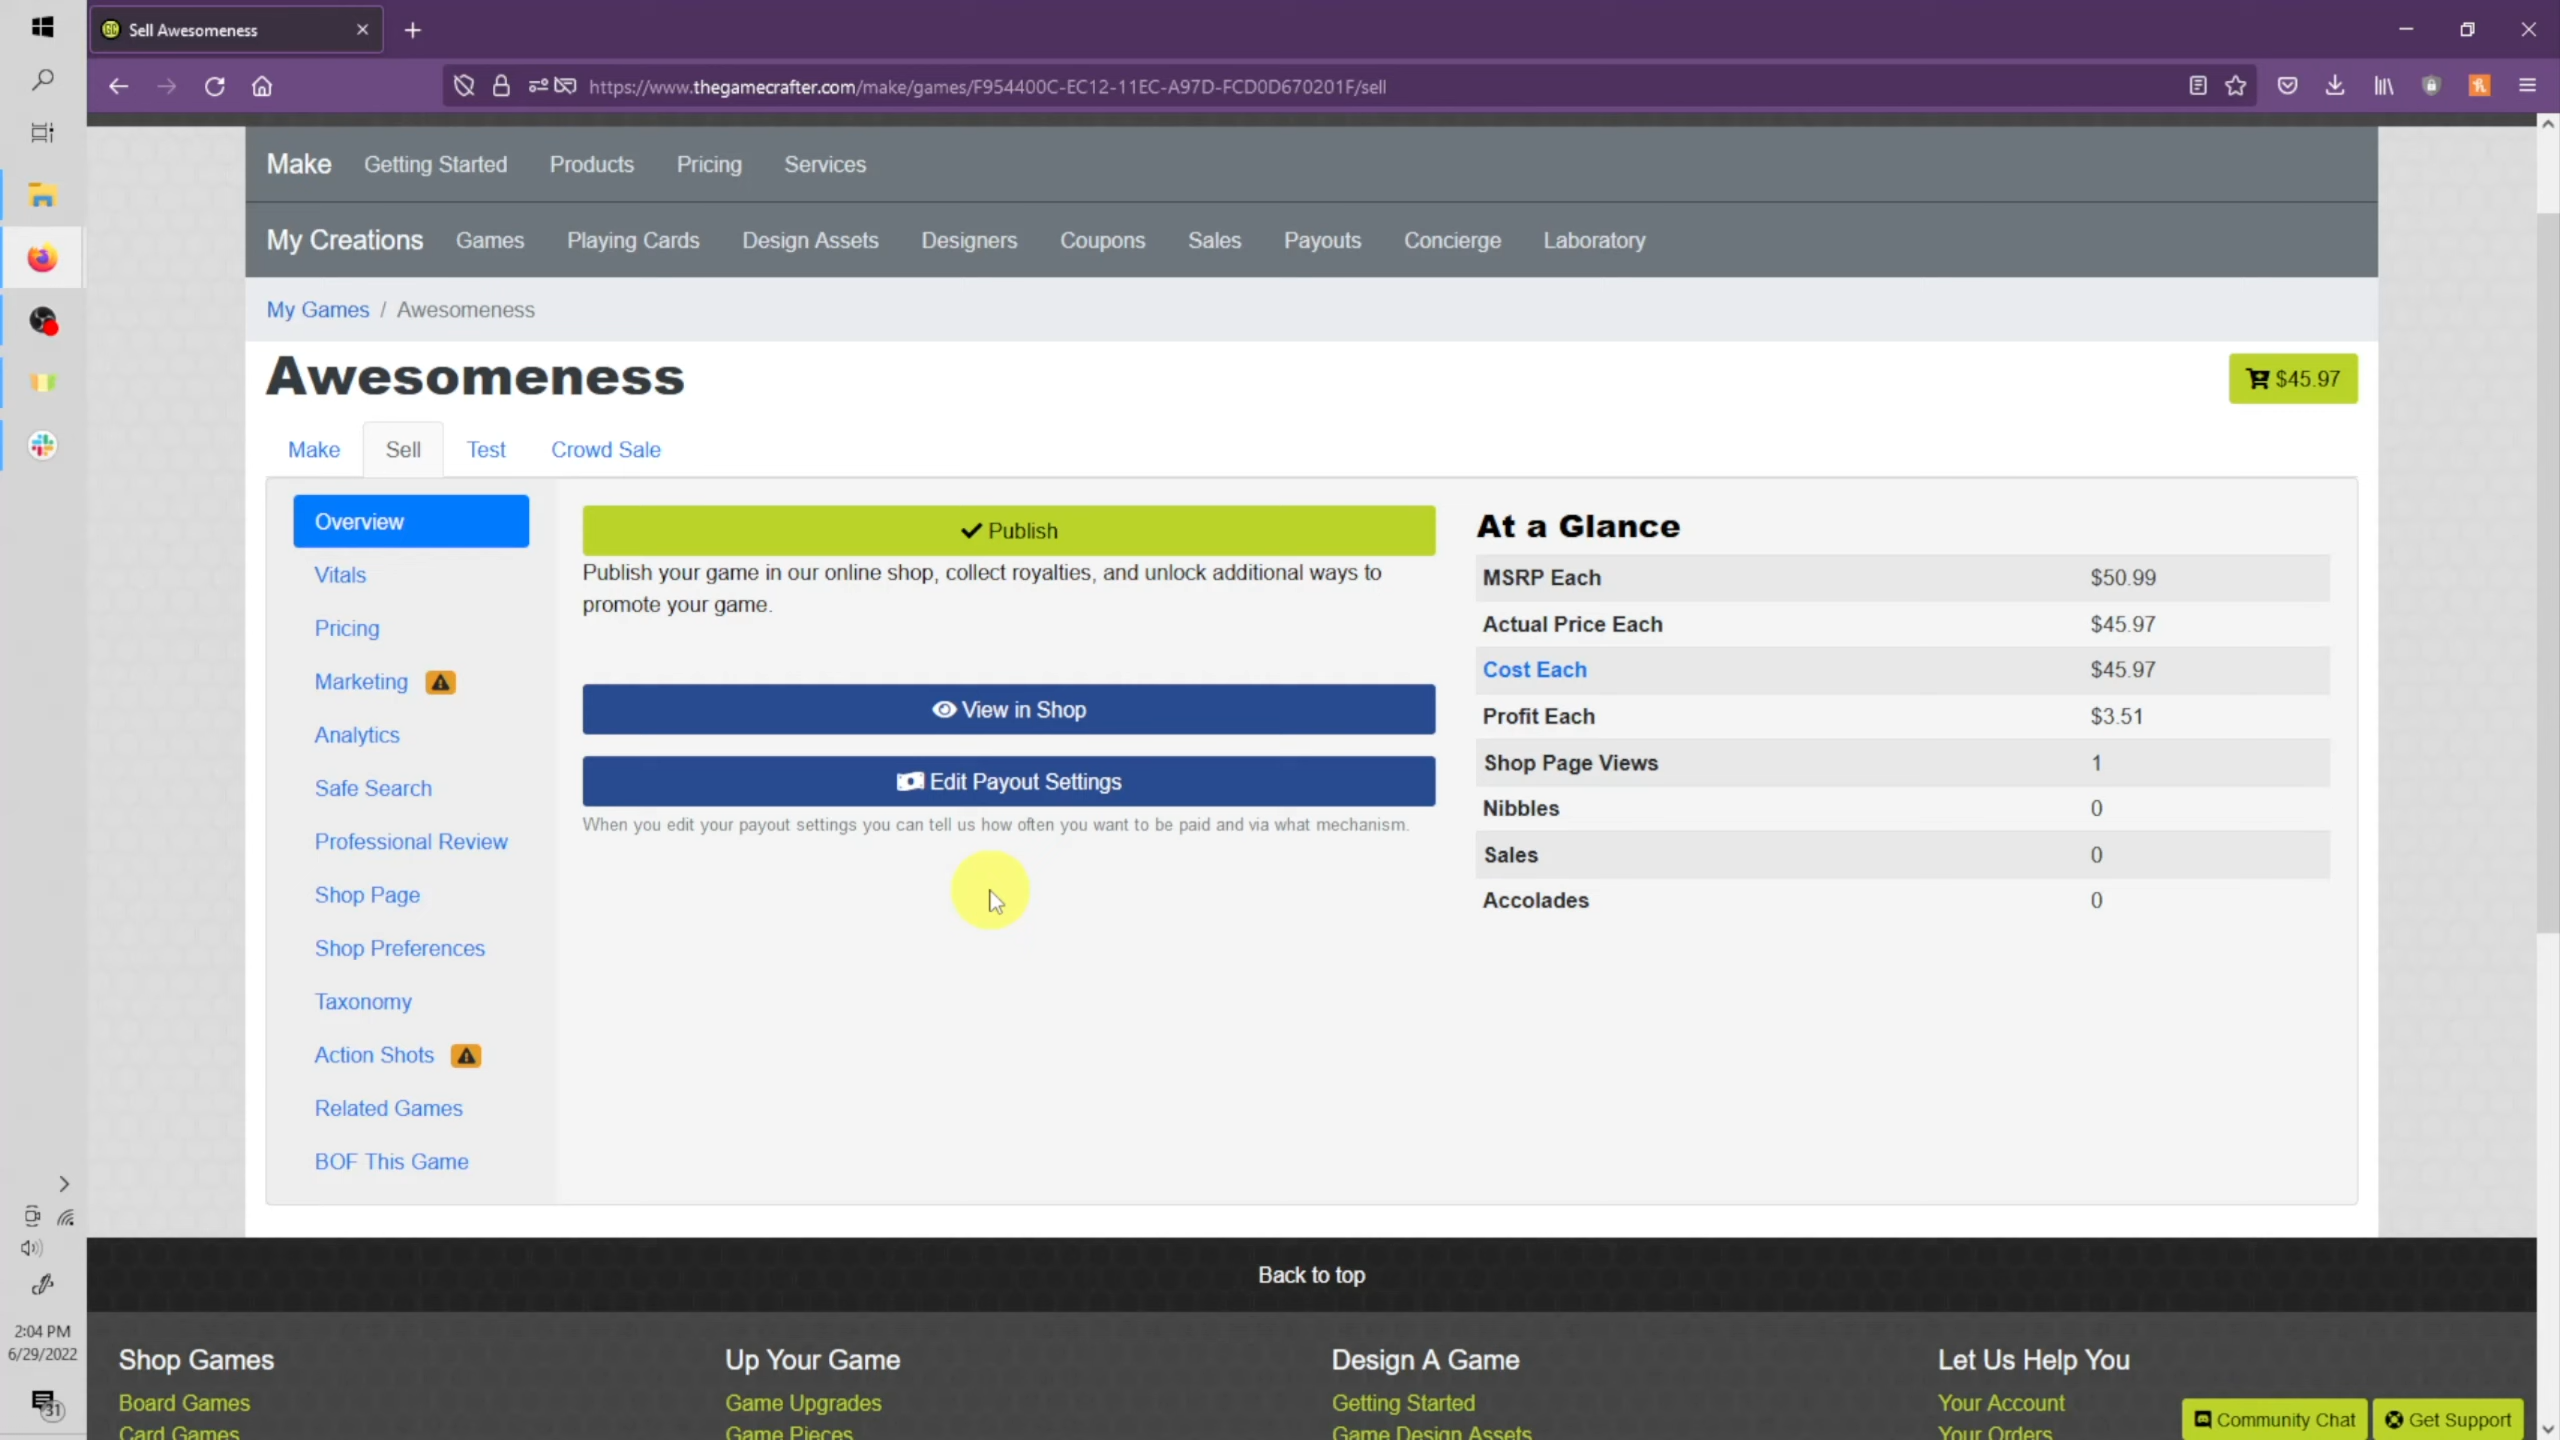 Sell Awesomeness
https://www.thegamecrafter.com/make/games/F954400C-EC12-11EC-A97D-FCD0D670201F/sell
Make Getting Started Products Pricing Services
My Creations Games Playing Cards Design Assets Designers Coupons Sales Payouts Concierge Laboratory
My Games / Awesomeness
Awesomeness
$45.97
Make Sell Test Crowd Sale
Overview
Vitals
Pricing
Marketing
Analytics
Safe Search
Professional Review
Shop Page
Shop Preferences
Taxonomy
Action Shots
Related Games
BOF This Game
Publish
Publish your game in our online shop, collect royalties, and unlock additional ways to
promote your game.
View in Shop
Edit Payout Settings
When you edit your payout settings you can tell us how often you want to be paid and via what mechanism.
At a Glance
MSRP Each $50.99
Actual Price Each $45.97
Cost Each $45.97
Profit Each $3.51
Shop Page Views 1
Nibbles 0
Sales 0
Accolades 0
Back to top
Shop Games
Board Games
Card Games
Up Your Game
Game Upgrades
Game Pieces
Design A Game
Getting Started
Game Design Assets
Let Us Help You
Your Account
Your Orders
Community Chat
Get Support
2:04 PM
6/29/2022
31